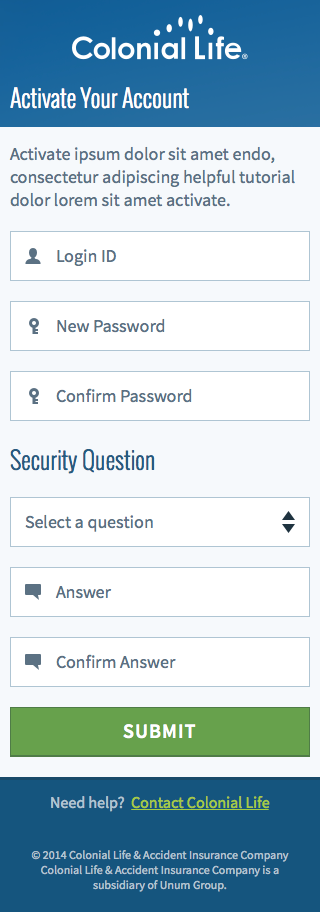 Colonial Life®
Activate Your Account
Activate ipsum dolor sit amet endo,
consectetur adipiscing helpful tutorial
dolor lorem sit amet activate.
Login ID
New Password
Confirm Password
Security Question
Select a question
Answer
Confirm Answer
SUBMIT
Need help? Contact Colonial Life
© 2014 Colonial Life & Accident Insurance Company
Colonial Life & Accident Insurance Company is a
subsidiary of Unum Group.